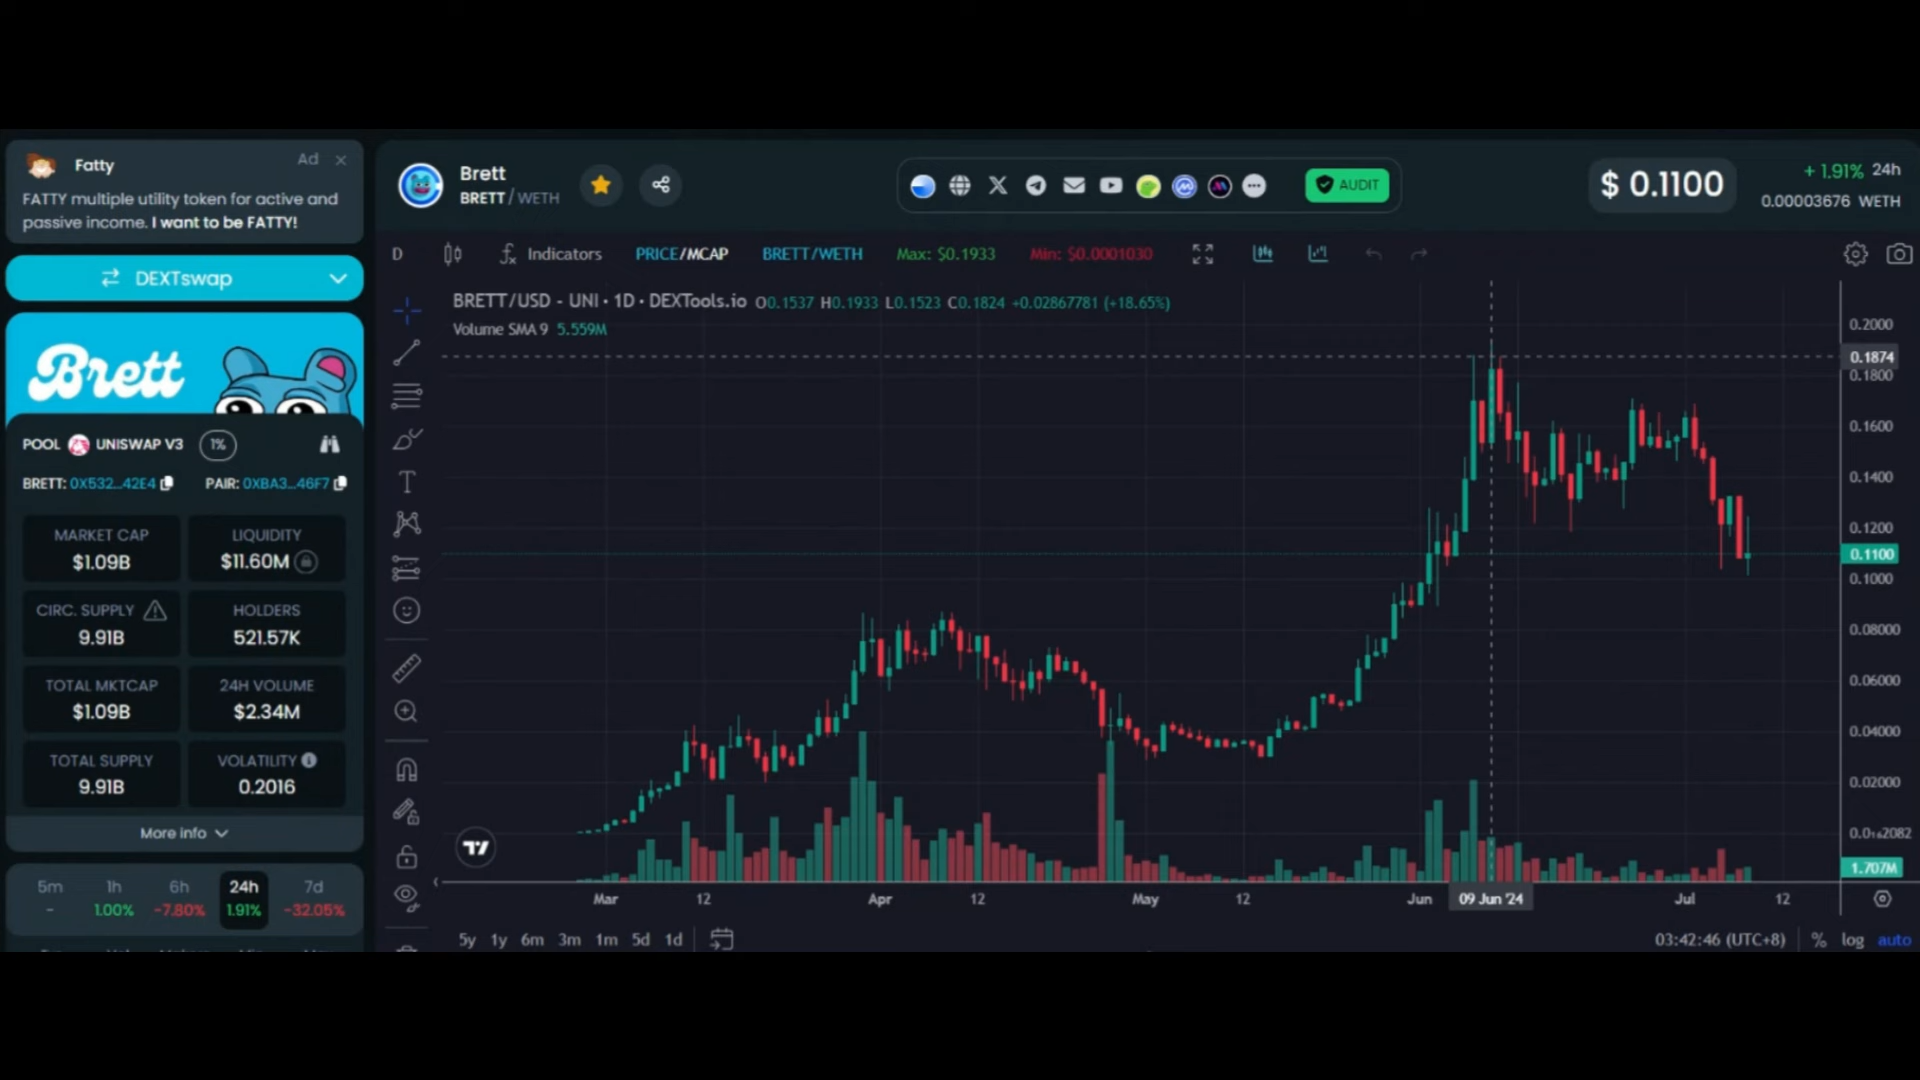 Fatty
Ad ×
FATTY multiple utility token for active and
passive income. I want to be FATTY!
DEXTswap
Brett
POOL UNISWAP V3 1%
BRETT: 0X532...42E4 PAIR: 0XBA3...46F7
MARKET CAP
$1.09B
LIQUIDITY
$11.60M
CIRC. SUPPLY
9.91B
HOLDERS
521.57K
TOTAL MKTCAP
$1.09B
24H VOLUME
$2.34M
TOTAL SUPPLY
9.91B
VOLATILITY
0.2016
More info
5m 1h 6h 24h 7d
- 1.00% -7.80% 1.91% -32.05%
Brett
BRETT / WETH
AUDIT
$ 0.1100
+ 1.91% 24h
0.00003676 WETH
D Indicators PRICE/MCAP BRETT/WETH Max: $0.1933 Min: $0.0001030
BRETT/USD - UNI · 1D · DEXTools.io O0.1537 H0.1933 L0.1523 C0.1824 +0.02867781 (+18.65%)
Volume SMA 9 5.559M
0.2000
0.1874
0.1800
0.1600
0.1400
0.1200
0.1100
0.1000
0.08000
0.06000
0.04000
0.02000
0.0₁₆2082
1.707M
Mar 12 Apr 12 May 12 Jun 09 Jun '24 Jul 12
5y 1y 6m 3m 1m 5d 1d
03:42:46 (UTC+8) % log auto